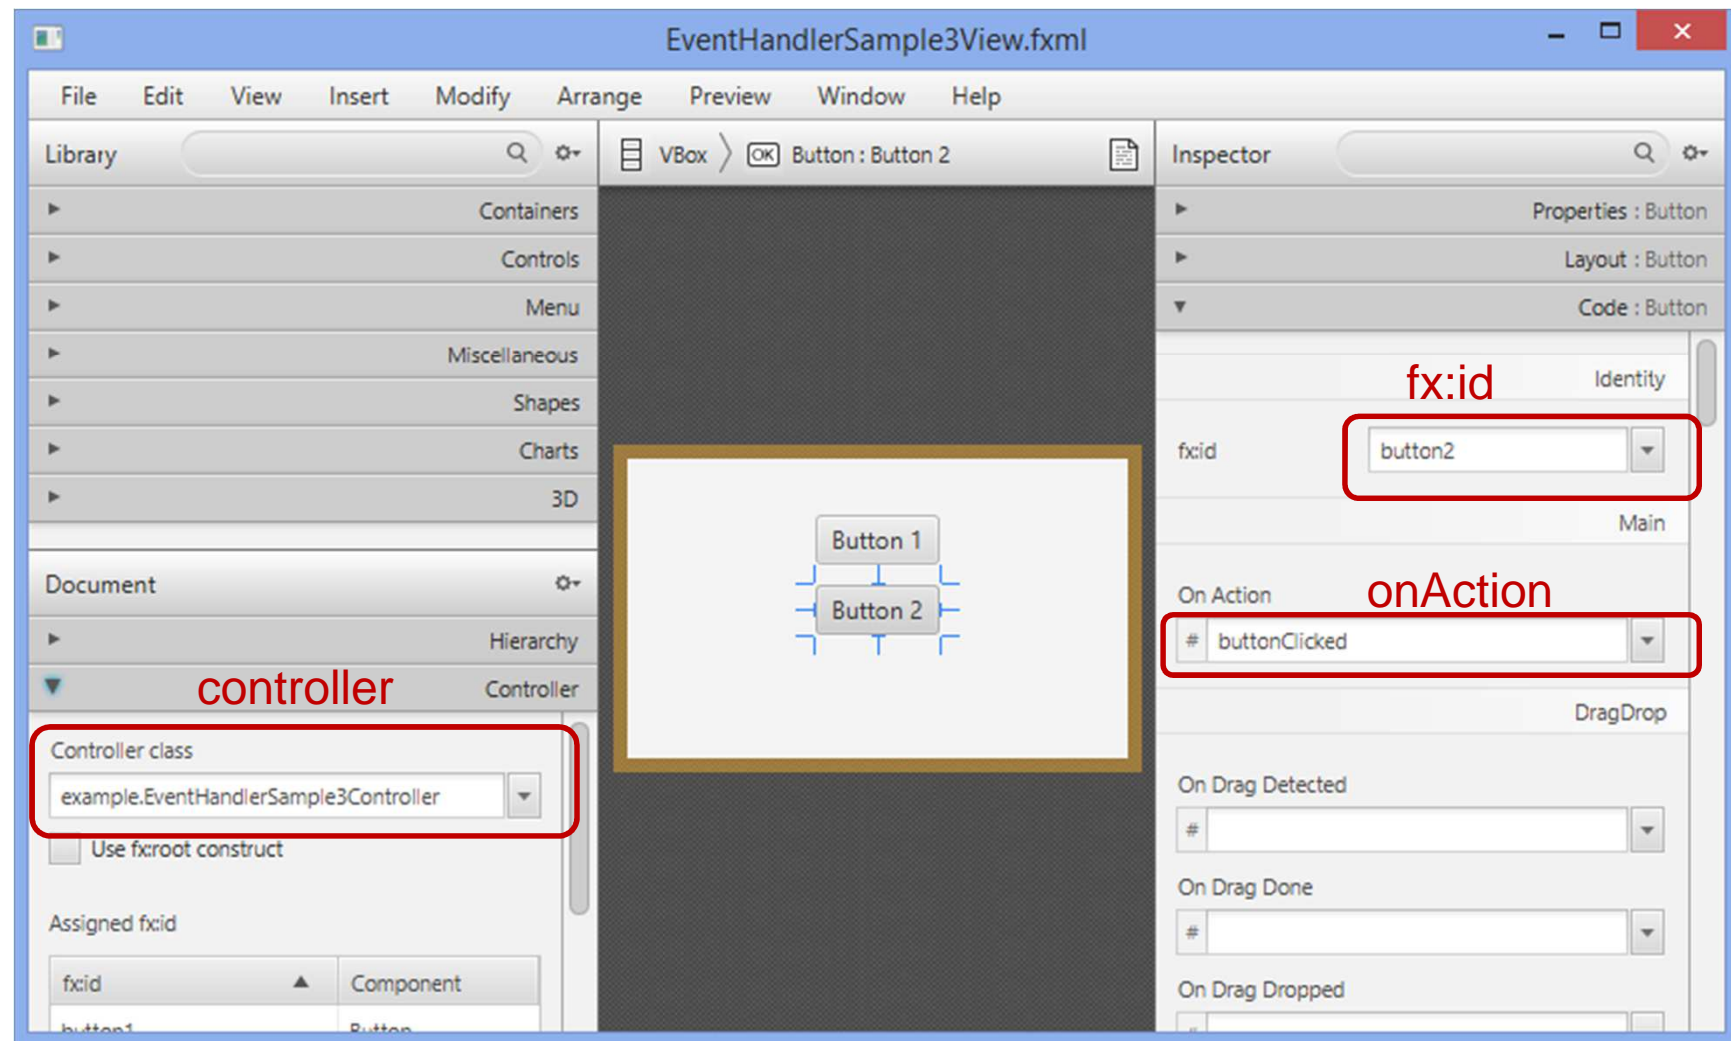 EventHandlerSample3View.fxml
File Edit View Insert Modify Arrange Preview Window Help
Library
Containers
Controls
Menu
Miscellaneous
Shapes
Charts
3D
Document
Hierarchy
controller
Controller
Controller class
example.EventHandlerSample3Controller
Use fx:root construct
Assigned fx:id
fx:id Component
button1 Button
VBox OK Button : Button 2
Button 1
Button 2
Inspector
Properties : Button
Layout : Button
Code : Button
fx:id
Identity
fx:id button2
Main
On Action
onAction
# buttonClicked
DragDrop
On Drag Detected
#
On Drag Done
#
On Drag Dropped
#